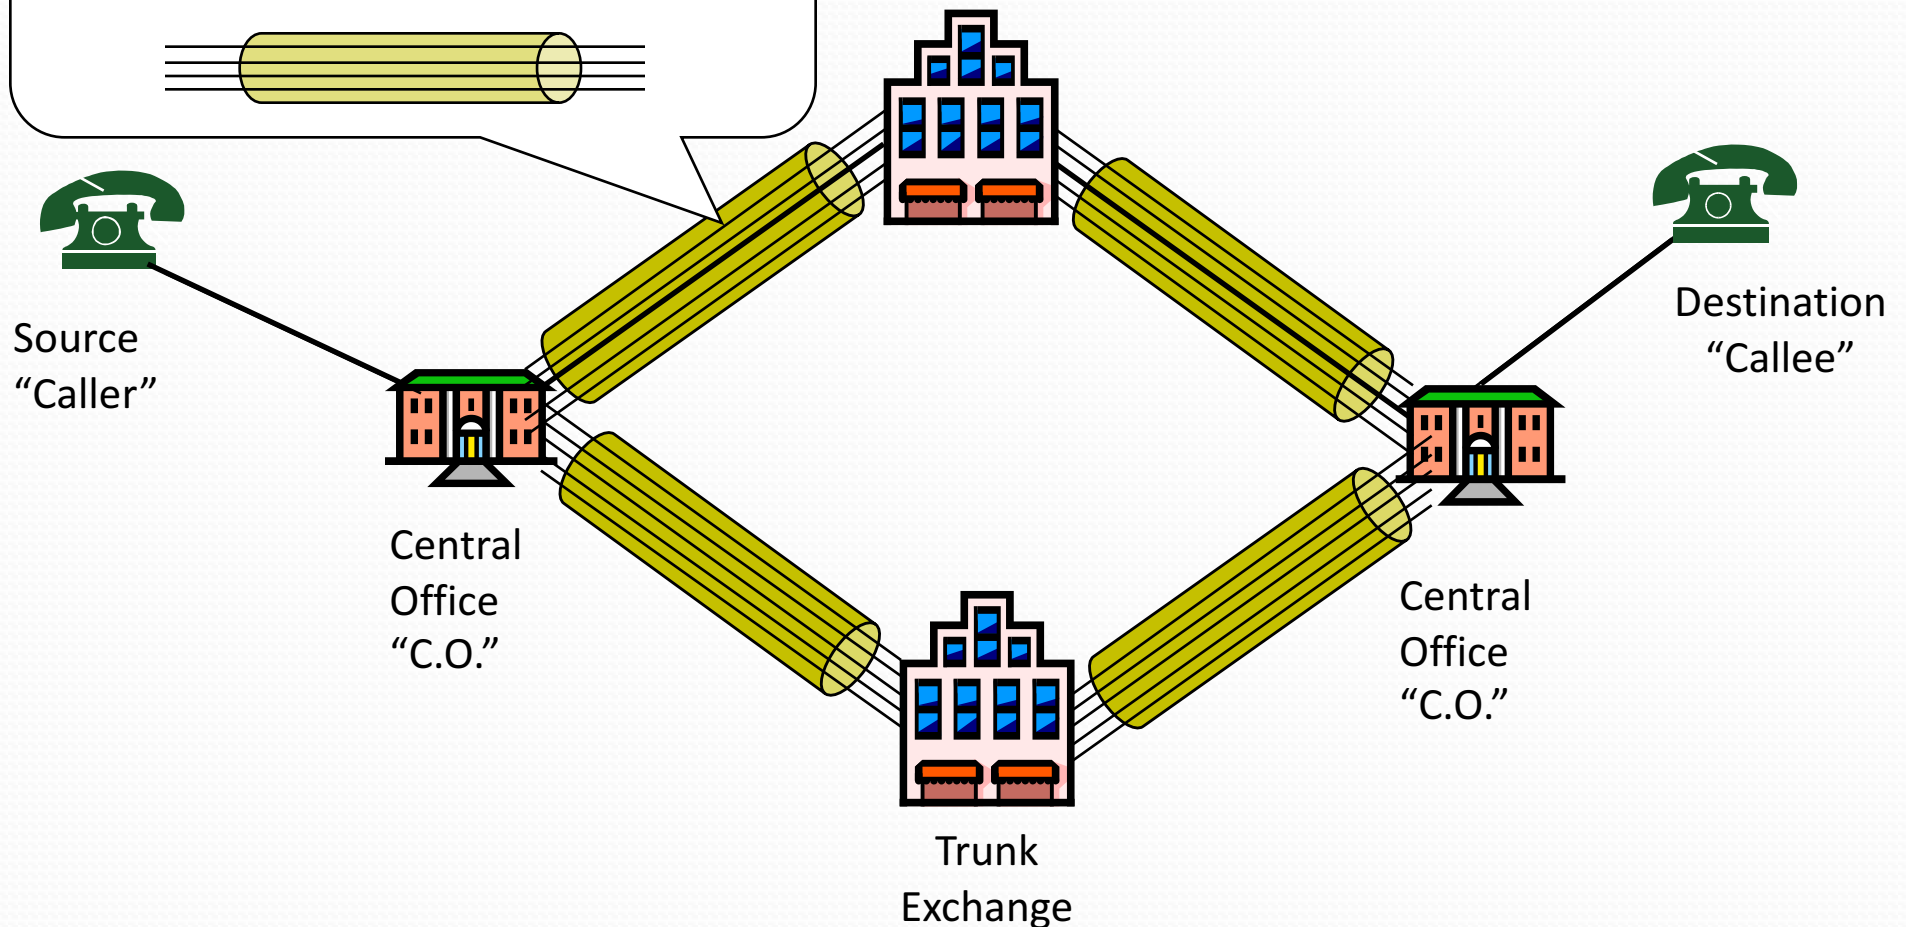 Source
“Caller”
Destination
“Callee”
Central
Office
“C.O.”
Central
Office
“C.O.”
Trunk
Exchange